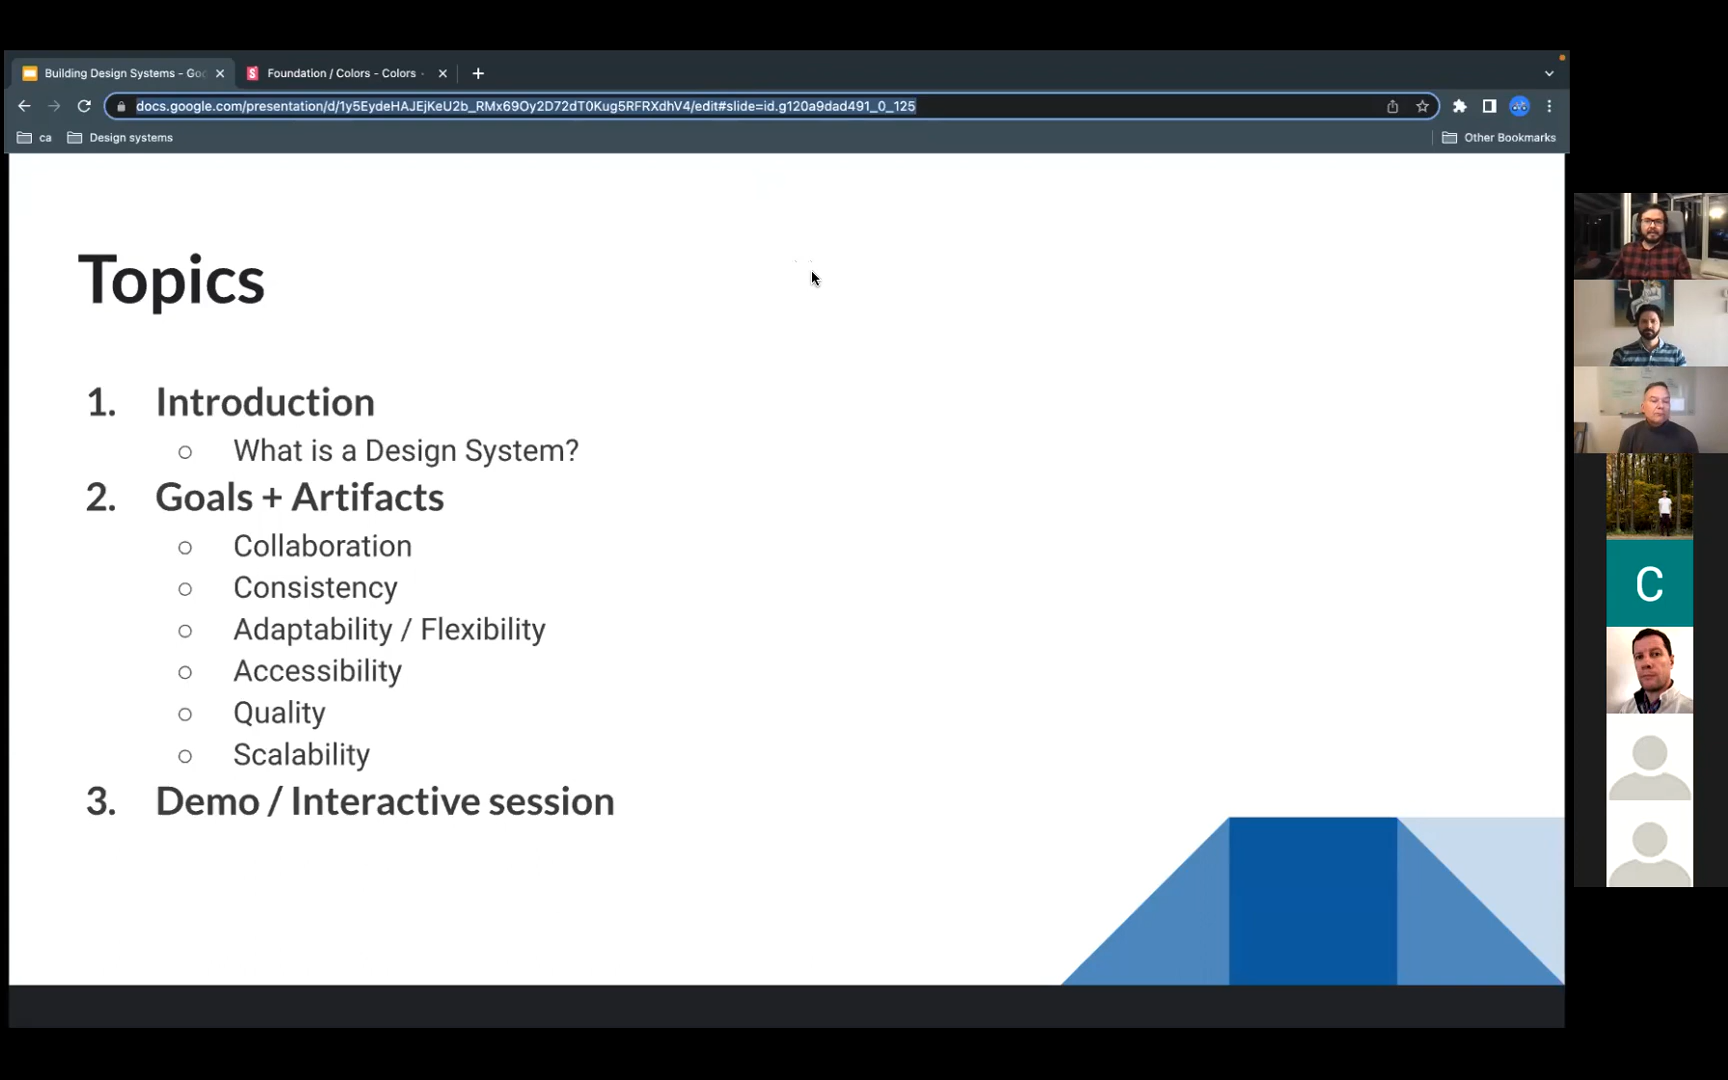 Building Design Systems - Goo
Foundation / Colors - Colors
docs.google.com/presentation/d/1y5EydeHAJEjKeU2b_RMx69Oy2D72dT0Kug5RFRXdhV4/edit#slide=id.g120a9dad491_0_125
ca
Design systems
Other Bookmarks
Topics
1. Introduction
○ What is a Design System?
2. Goals + Artifacts
○ Collaboration
○ Consistency
○ Adaptability / Flexibility
○ Accessibility
○ Quality
○ Scalability
3. Demo / Interactive session
C